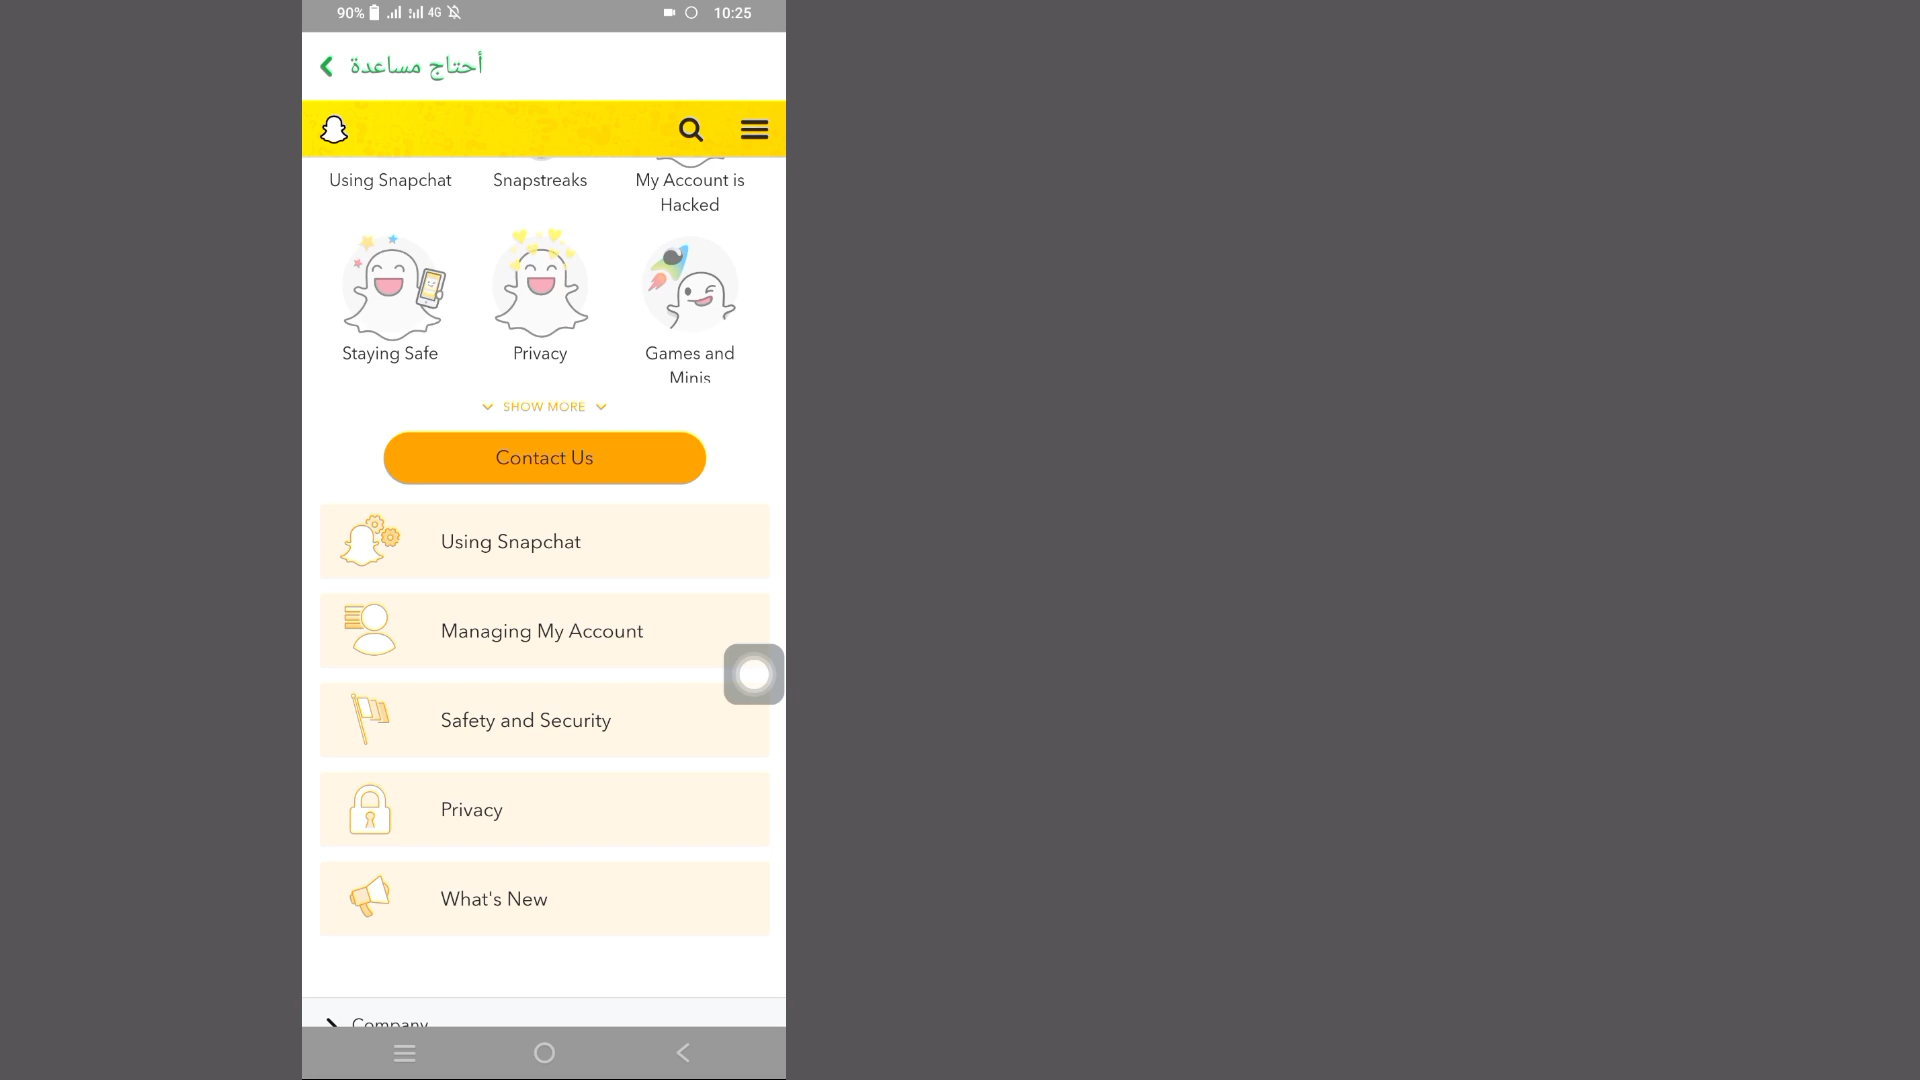 90% 4G 10:25
أحتاج مساعدة
Using Snapchat
Snapstreaks
My Account is
Hacked
Staying Safe
Privacy
Games and
Minis
SHOW MORE
Contact Us
Using Snapchat
Managing My Account
Safety and Security
Privacy
What's New
Company